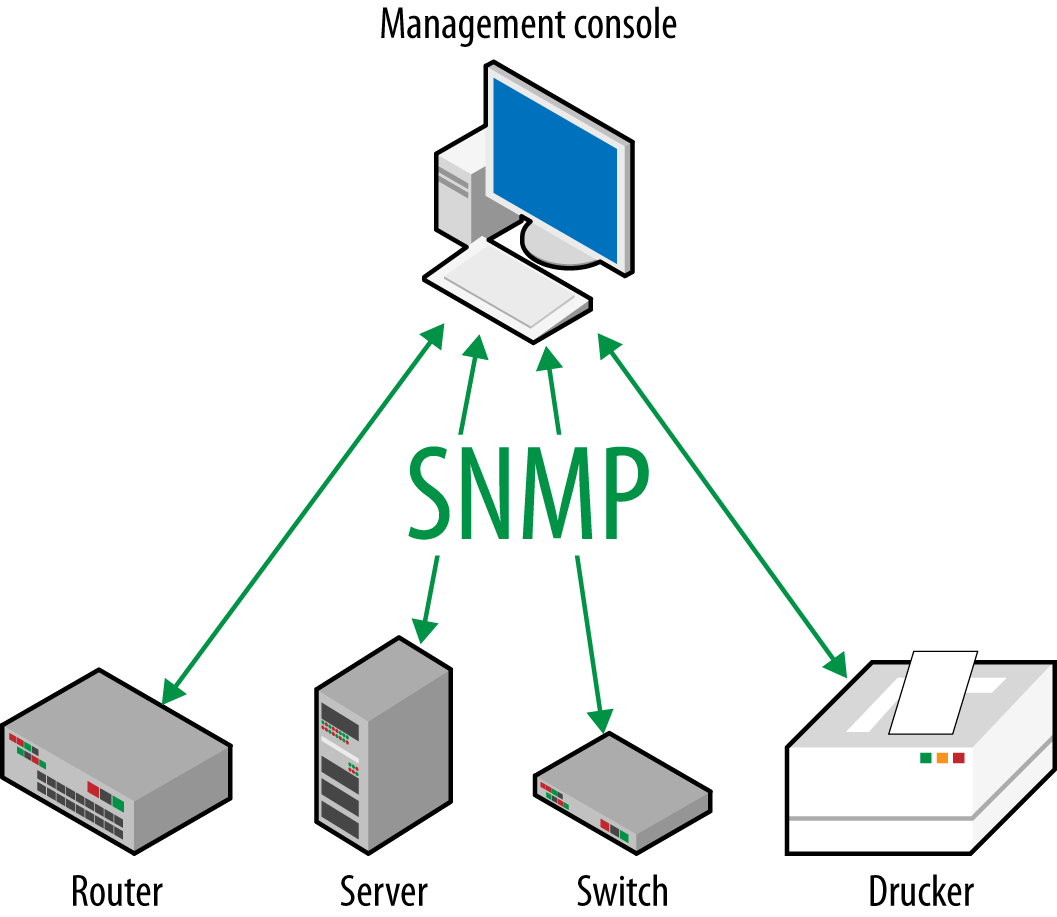 Management console
SNMP
Router
Server
Switch
Drucker